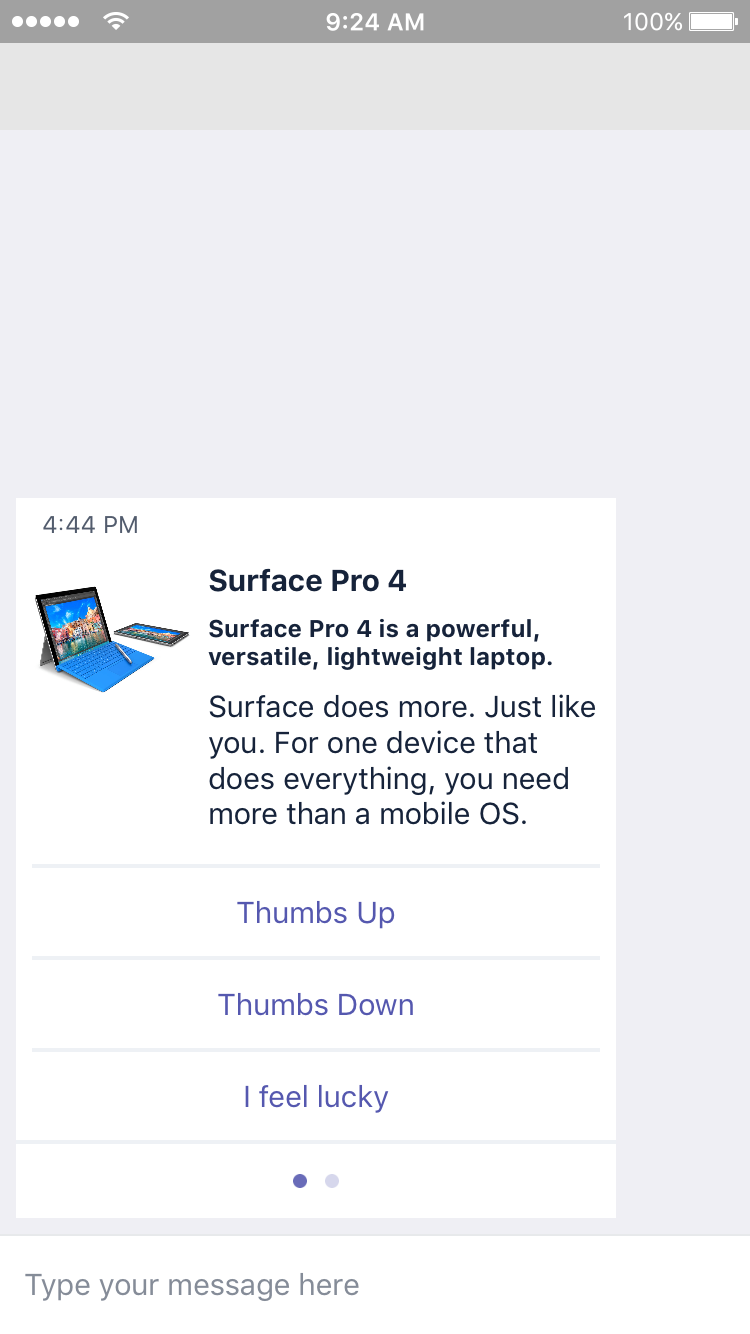 9:24 AM 100%
4:44 PM
Surface Pro 4
Surface Pro 4 is a powerful,
versatile, lightweight laptop.
Surface does more. Just like
you. For one device that
does everything, you need
more than a mobile OS.
Thumbs Up
Thumbs Down
I feel lucky
Type your message here